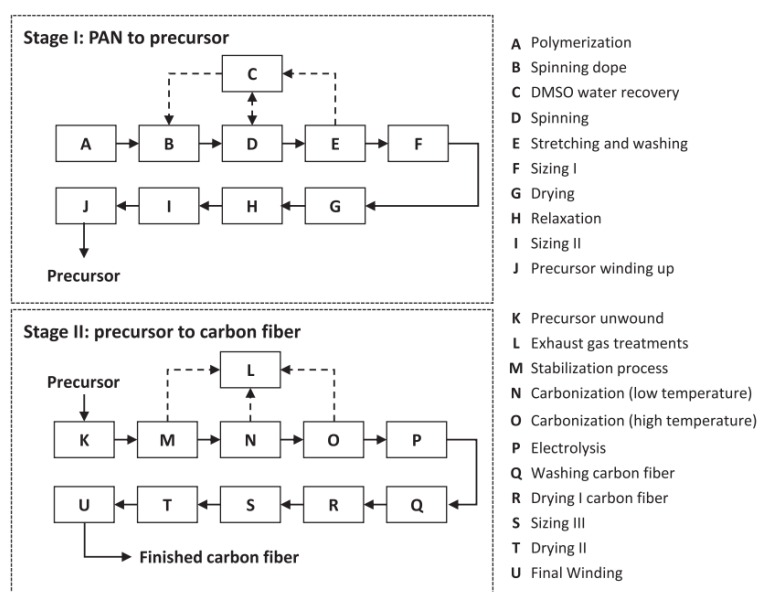 Stage I: PAN to precursor
C
A
B
D
E
F
J
I
H
G
Precursor
A Polymerization
B Spinning dope
C DMSO water recovery
D Spinning
E Stretching and washing
F Sizing I
G Drying
H Relaxation
I Sizing II
J Precursor winding up
Stage II: precursor to carbon fiber
L
Precursor
K
M
N
O
P
U
T
S
R
Q
Finished carbon fiber
K Precursor unwound
L Exhaust gas treatments
M Stabilization process
N Carbonization (low temperature)
O Carbonization (high temperature)
P Electrolysis
Q Washing carbon fiber
R Drying I carbon fiber
S Sizing III
T Drying II
U Final Winding